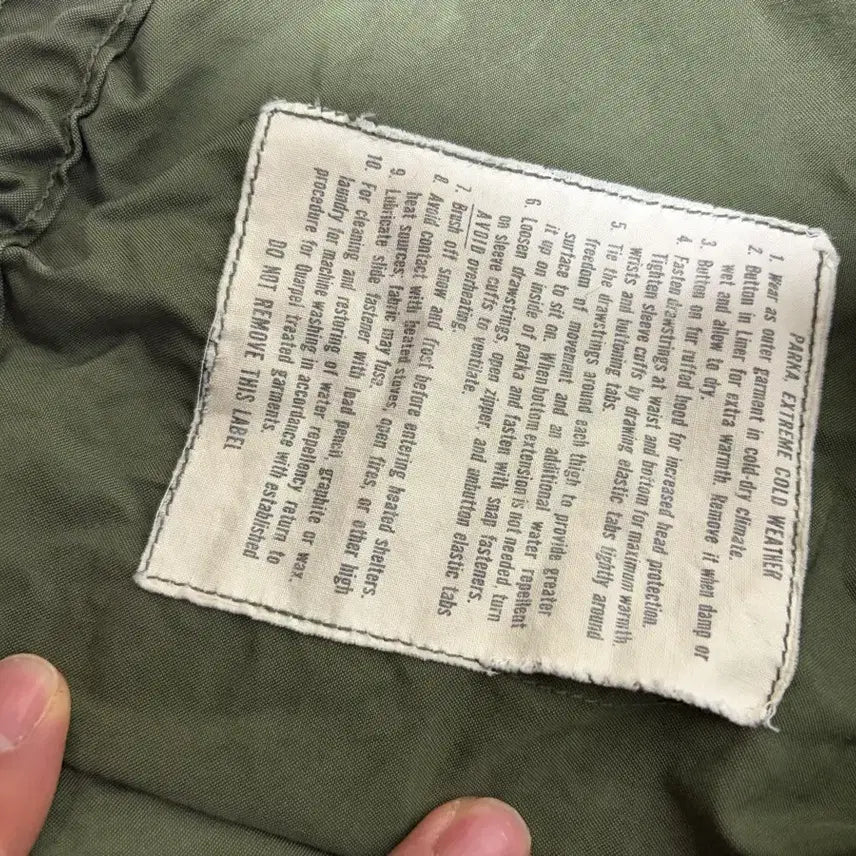 PARKA, EXTREME COLD WEATHER
1. Wear as outer garment in cold-dry climate.
2. Button in Liner for extra warmth. Remove it when damp or
wet and allow to dry.
3. Button on fur ruffed hood for increased head protection.
4. Fasten drawstrings at waist and bottom for maximum warmth.
Tighten sleeve cuffs by drawing elastic tabs tightly around
wrists and buttoning tabs.
5. Tie the drawstrings around each thigh to provide greater
freedom of movement and an additional water repellent
surface to sit on. When bottom extension is not needed, turn
it up on inside of parka and fasten with snap fasteners.
6. Loosen drawstrings, open zipper, and unbutton elastic tabs
on sleeve cuffs to ventilate.
AVOID overheating.
7. Brush off snow and frost before entering heated shelters.
8. Avoid contact with heated stoves, open fires, or other high
heat sources; fabric may fuse.
9. Lubricate slide fastener with lead pencil, graphite or wax.
10. For cleaning and restoring of water repellency return to
laundry for machine washing in accordance with established
procedure for Quarpel treated garments.
DO NOT REMOVE THIS LABEL